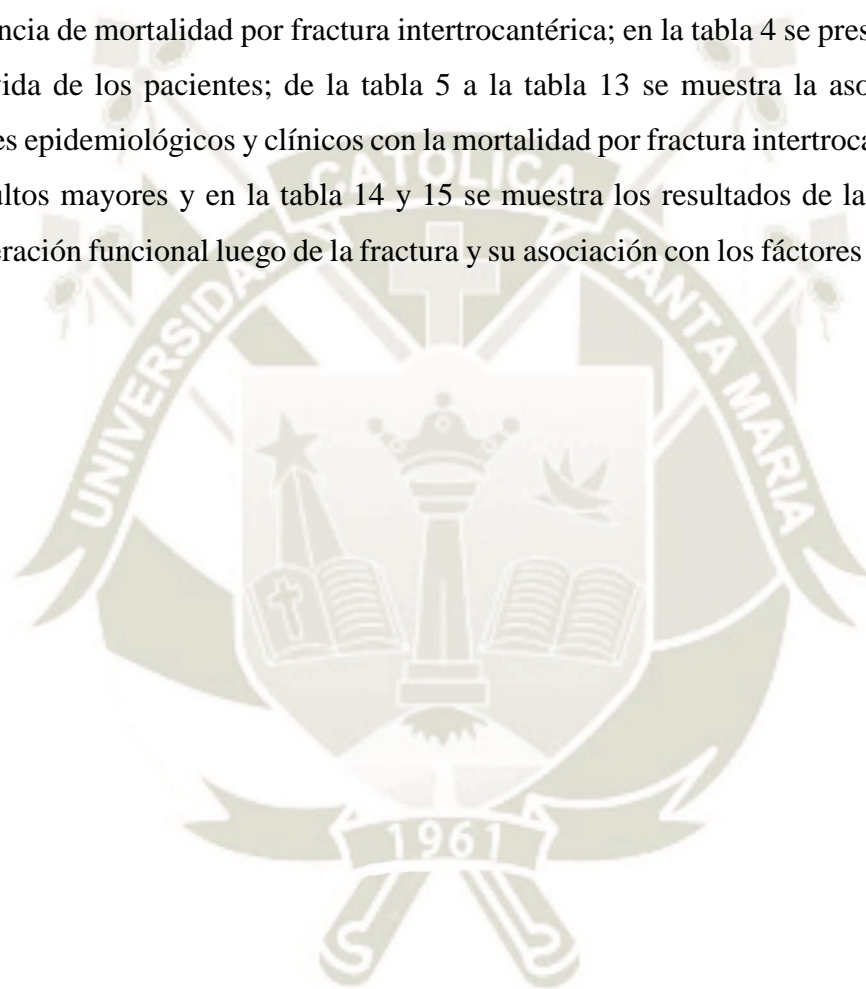 ncia de mortalidad por fractura intertrocantérica; en la tabla 4 se pres
vida de los pacientes; de la tabla 5 a la tabla 13 se muestra la aso
es epidemiológicos y clínicos con la mortalidad por fractura intertroca
ultos mayores y en la tabla 14 y 15 se muestra los resultados de la
eración funcional luego de la fractura y su asociación con los fáctores
UNIVERSIDAD CATOLICA SANTA MARIA
1961